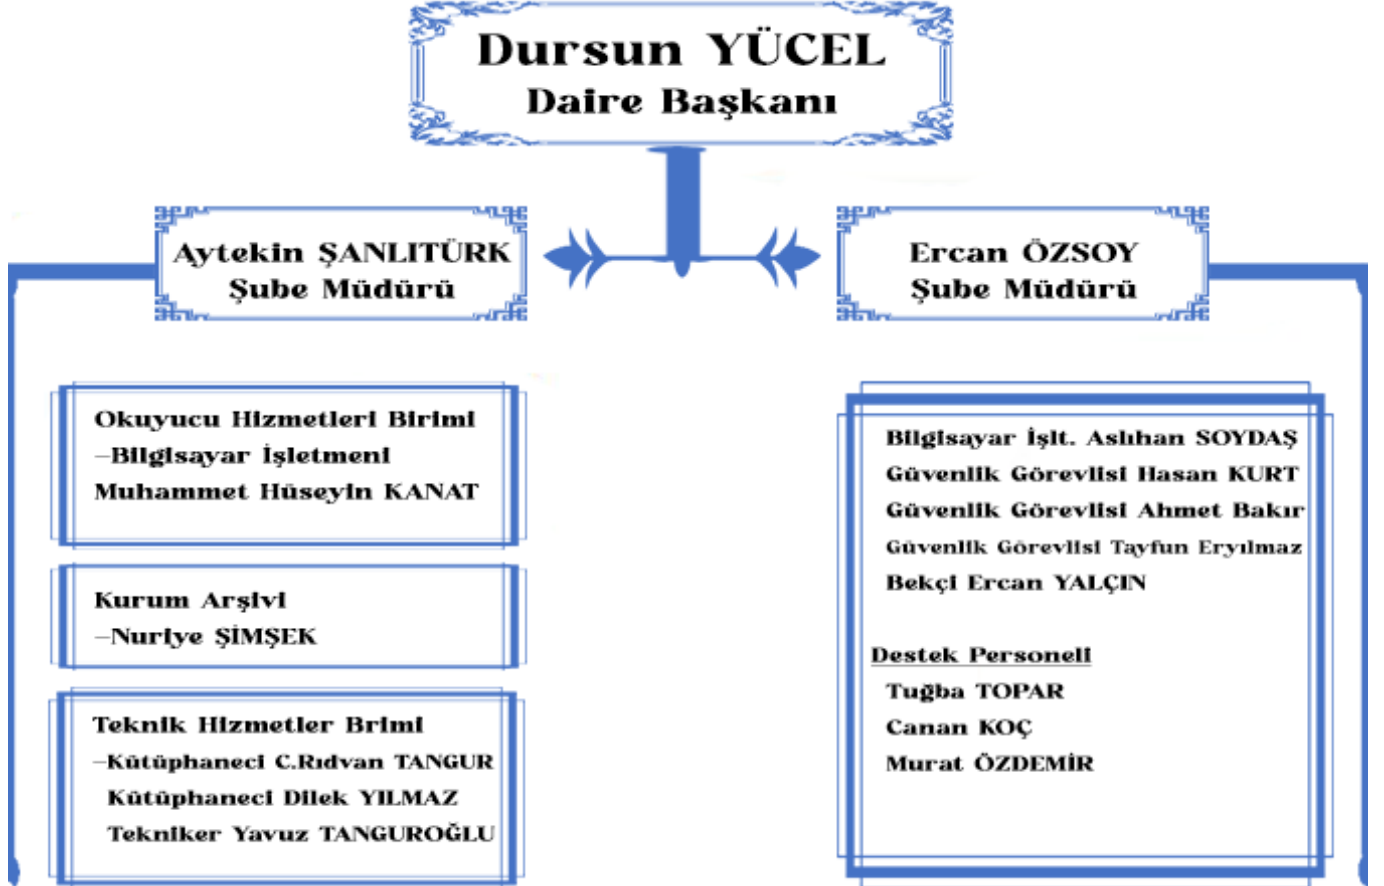 Dursun YÜCEL
Daire Başkanı
Aytekin ŞANLITÜRK
Şube Müdürü
Ercan ÖZSOY
Şube Müdürü
Okuyucu Hizmetleri Birimi
–Bilgisayar İşletmeni
Muhammet Hüseyin KANAT
Kurum Arşivi
–Nuriye ŞİMŞEK
Teknik Hizmetler Brimi
–Kütüphaneci C.Rıdvan TANGUR
Kütüphaneci Dilek YILMAZ
Tekniker Yavuz TANGUROĞLU
Bilgisayar İşlt. Aslıhan SOYDAŞ
Güvenlik Görevlisi Hasan KURT
Güvenlik Görevlisi Ahmet Bakır
Güvenlik Görevlisi Tayfun Eryılmaz
Bekçi Ercan YALÇIN
Destek Personeli
Tuğba TOPAR
Canan KOÇ
Murat ÖZDEMİR